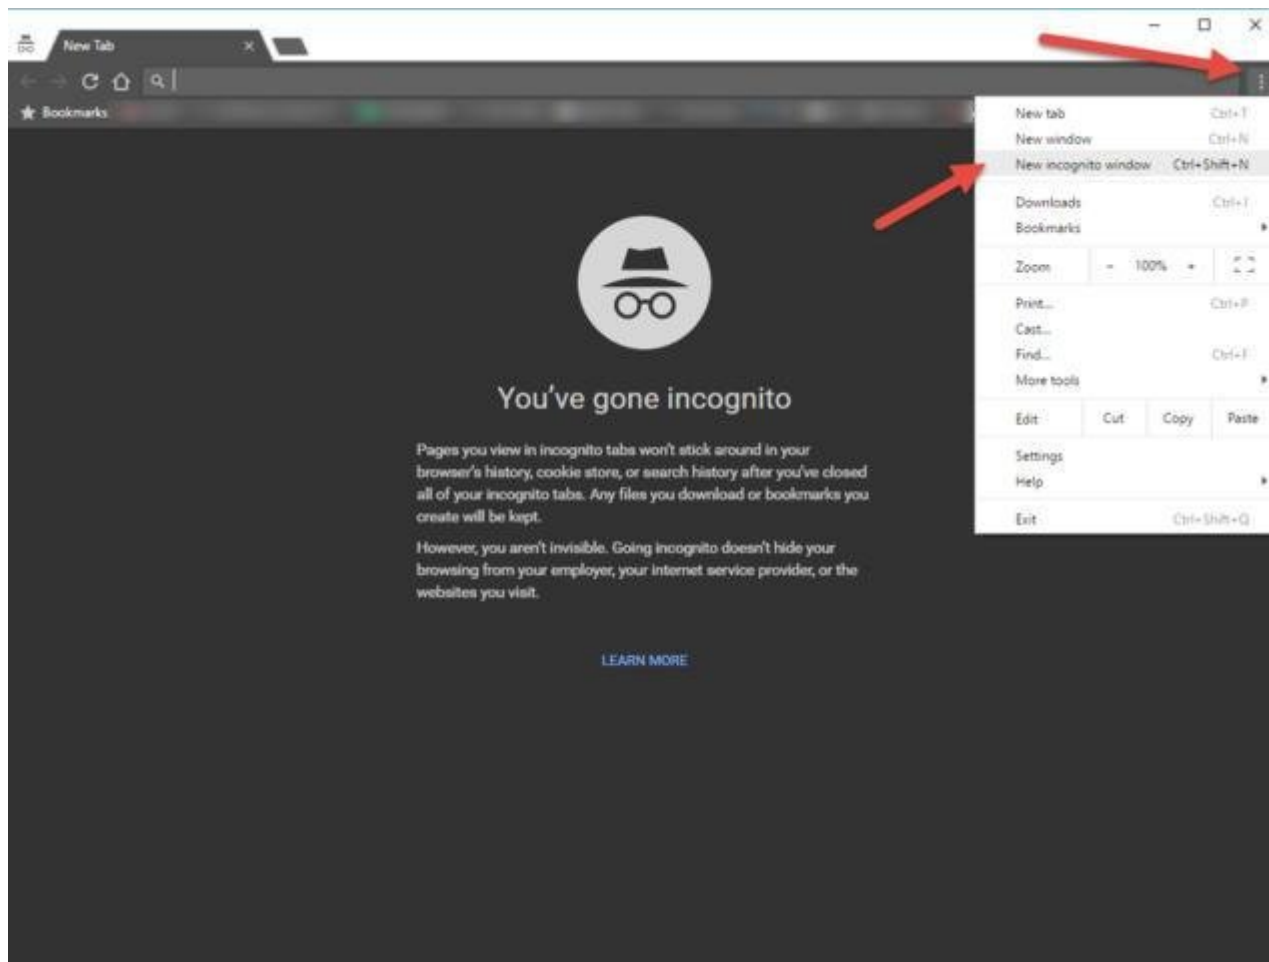 New Tab
Bookmarks
New tab Ctrl+T
New window Ctrl+N
New incognito window Ctrl+Shift+N
Downloads Ctrl+J
Bookmarks
Zoom - 100% +
Print... Ctrl+P
Cast...
Find... Ctrl+F
More tools
Edit Cut Copy Paste
Settings
Help
Exit Ctrl+Shift+Q
You've gone incognito
Pages you view in incognito tabs won't stick around in your
browser's history, cookie store, or search history after you've closed
all of your incognito tabs. Any files you download or bookmarks you
create will be kept.
However, you aren't invisible. Going incognito doesn't hide your
browsing from your employer, your internet service provider, or the
websites you visit.
LEARN MORE